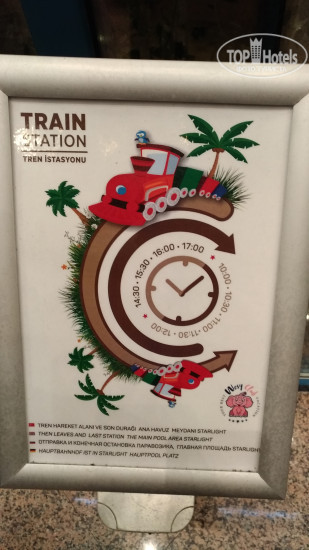 TOP Hotels
TRAIN
STATION
TREN İSTASYONU
14:30 • 15:30 • 16:00 • 17:00
10:00 • 10:30 • 11:00 • 11:30 • 12:00
TREN HAREKET ALANI VE SON DURAĞI ANA HAVUZ MEYDANI STARLIGHT
THEN LEAVES AND LAST STATION THE MAIN POOL AREA STARLIGHT
ОТПРАВКА И КОНЕЧНАЯ ОСТАНОВКА ПАРАВОЗИКА, ГЛАВНАЯ ПЛОЩАДЬ STARLIGHT
HAUPTBAHNHOF IST IN STARLIGHT HAUPTPOOL PLATZ